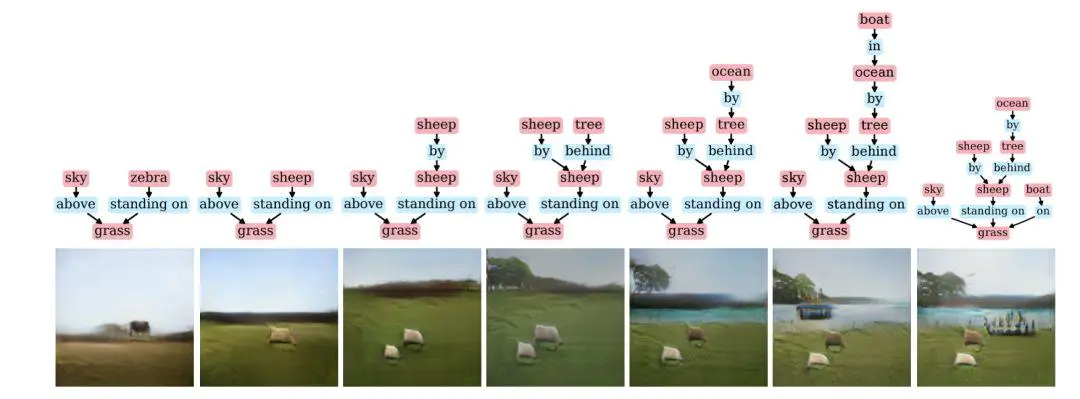 sky zebra
above standing on
grass
sky sheep
above standing on
grass
sheep
by
sky sheep
above standing on
grass
sheep tree
by behind
sky sheep
above standing on
grass
ocean
by
sheep tree
by behind
sky sheep
above standing on
grass
boat
in
ocean
by
sheep tree
by behind
sky sheep
above standing on
grass
ocean
by
sheep tree
by behind
sky sheep boat
above standing on on
grass